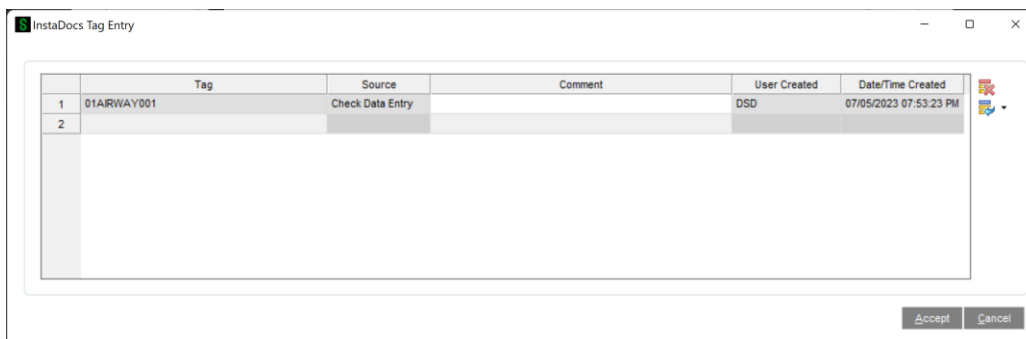 InstaDocs Tag Entry
Tag Source Comment User Created Date/Time Created
1 01AIRWAY001 Check Data Entry DSD 07/05/2023 07:53:23 PM
2
Accept Cancel